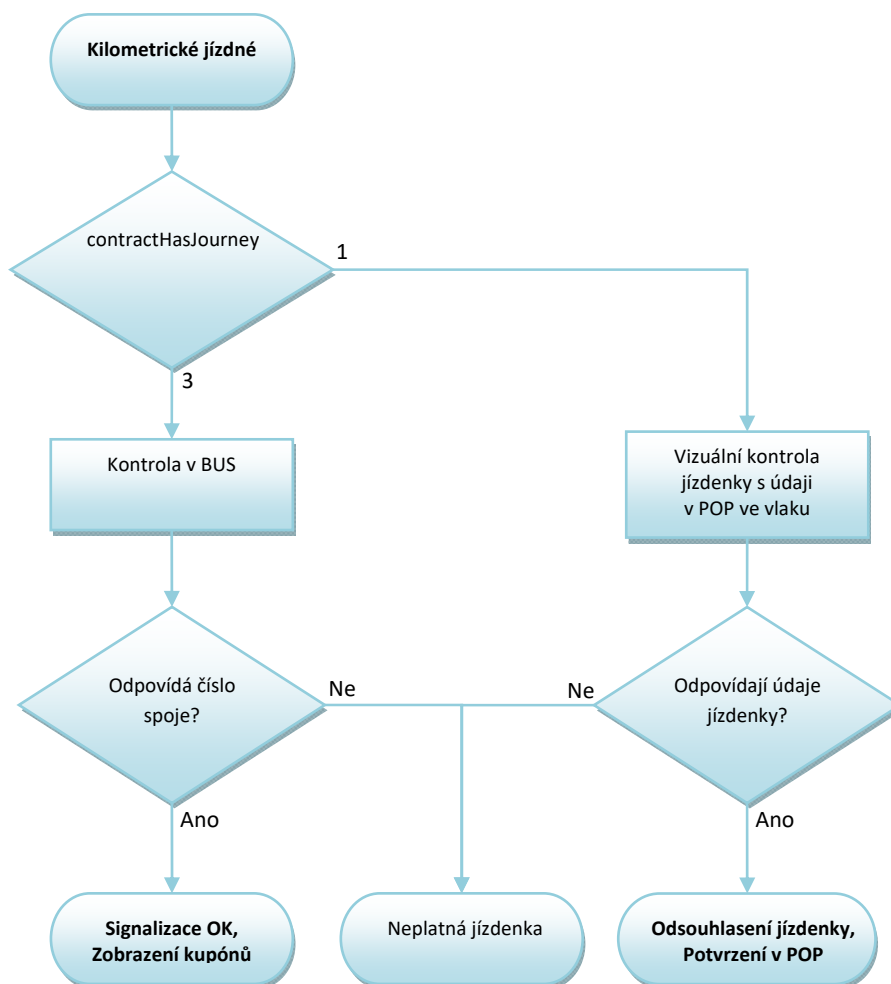 Kilometrické jízdné
contractHasJourney
1
3
Kontrola v BUS
Vizuální kontrola
jízdenky s údaji
v POP ve vlaku
Odpovídá číslo
spoje?
Ne
Ne
Odpovídají údaje
jízdenky?
Ano
Ano
Signalizace OK,
Zobrazení kupónů
Neplatná jízdenka
Odsouhlasení jízdenky,
Potvrzení v POP